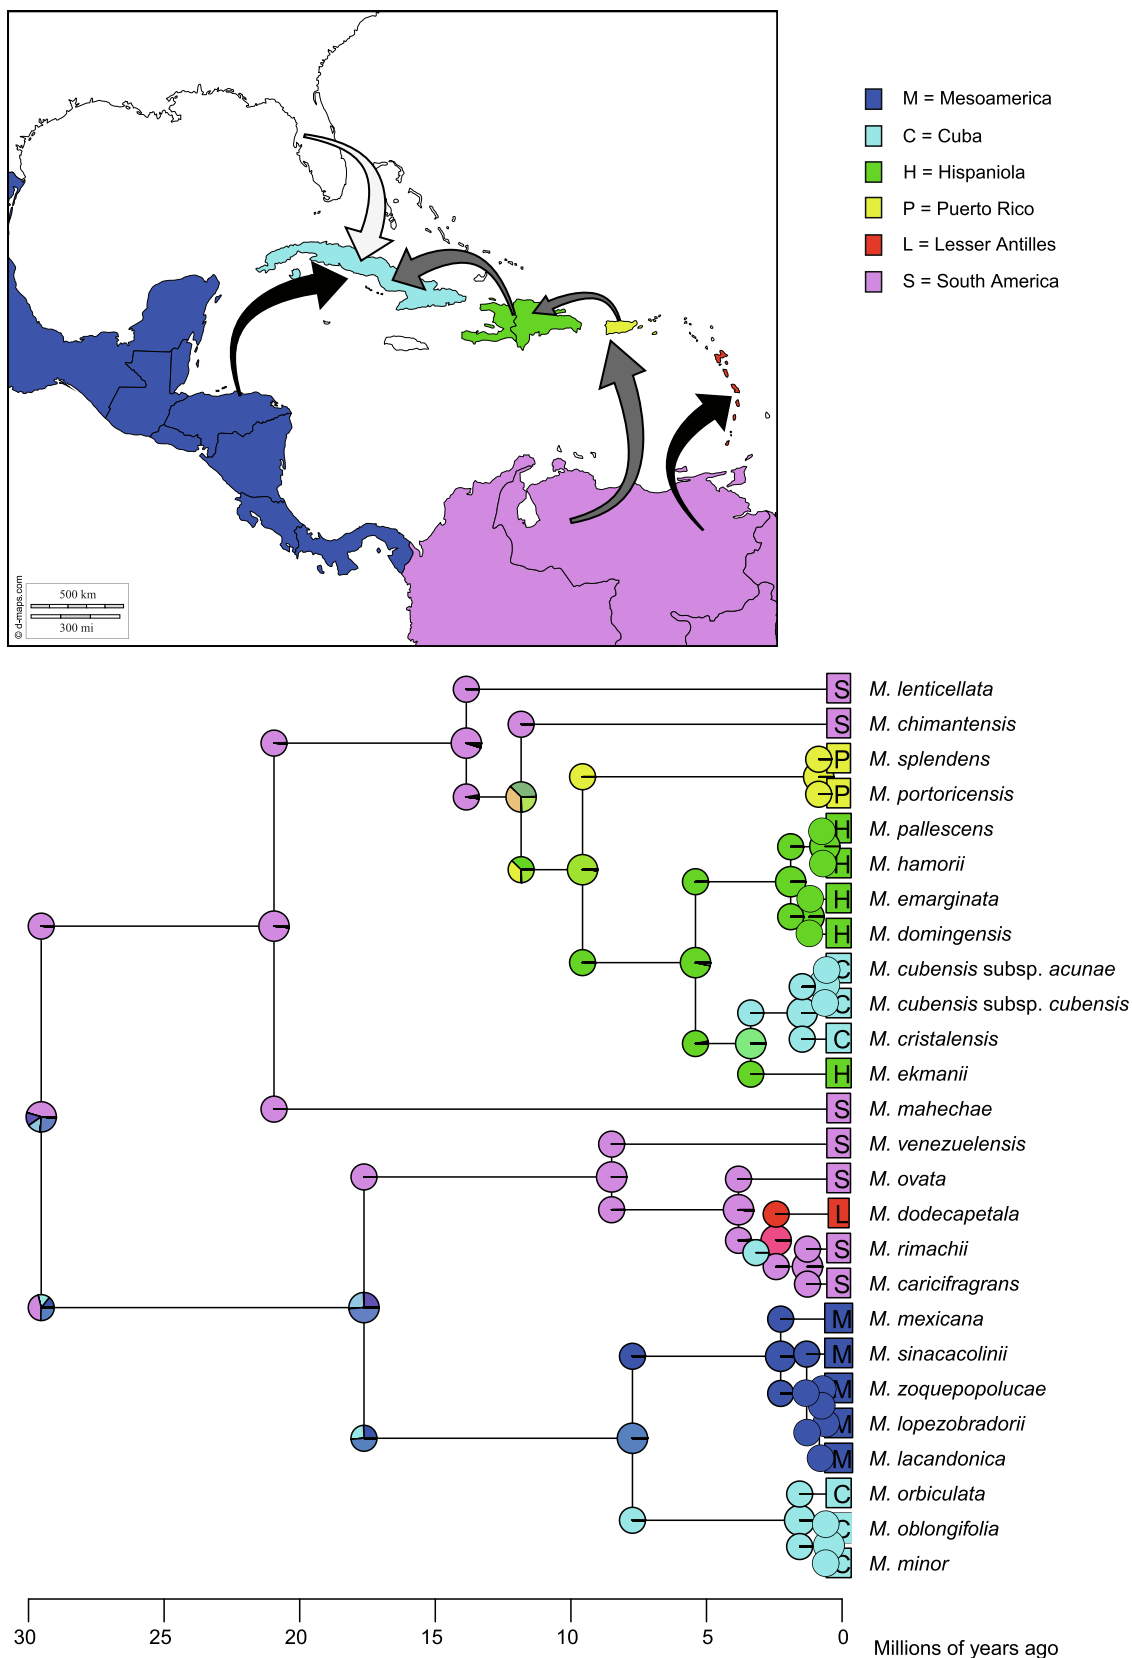 M = Mesoamerica
C = Cuba
H = Hispaniola
P = Puerto Rico
L = Lesser Antilles
S = South America
© d-maps.com
500 km
300 mi
S M. lenticellata
S M. chimantensis
P M. splendens
P M. portoricensis
H M. pallescens
H M. hamorii
H M. emarginata
H M. domingensis
C M. cubensis subsp. acunae
C M. cubensis subsp. cubensis
C M. cristalensis
H M. ekmanii
S M. mahechae
S M. venezuelensis
S M. ovata
L M. dodecapetala
S M. rimachii
S M. caricifragrans
M M. mexicana
M M. sinacacolinii
M M. zoquepopolucae
M M. lopezobradorii
M M. lacandonica
C M. orbiculata
C M. oblongifolia
C M. minor
30 25 20 15 10 5 0
Millions of years ago